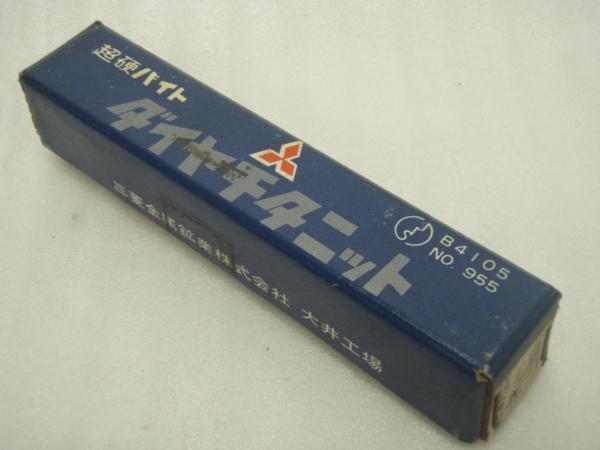 超硬バイト
ダイヤチタニット
三菱金属鉱業株式会社 大井工場
B4105
NO. 955